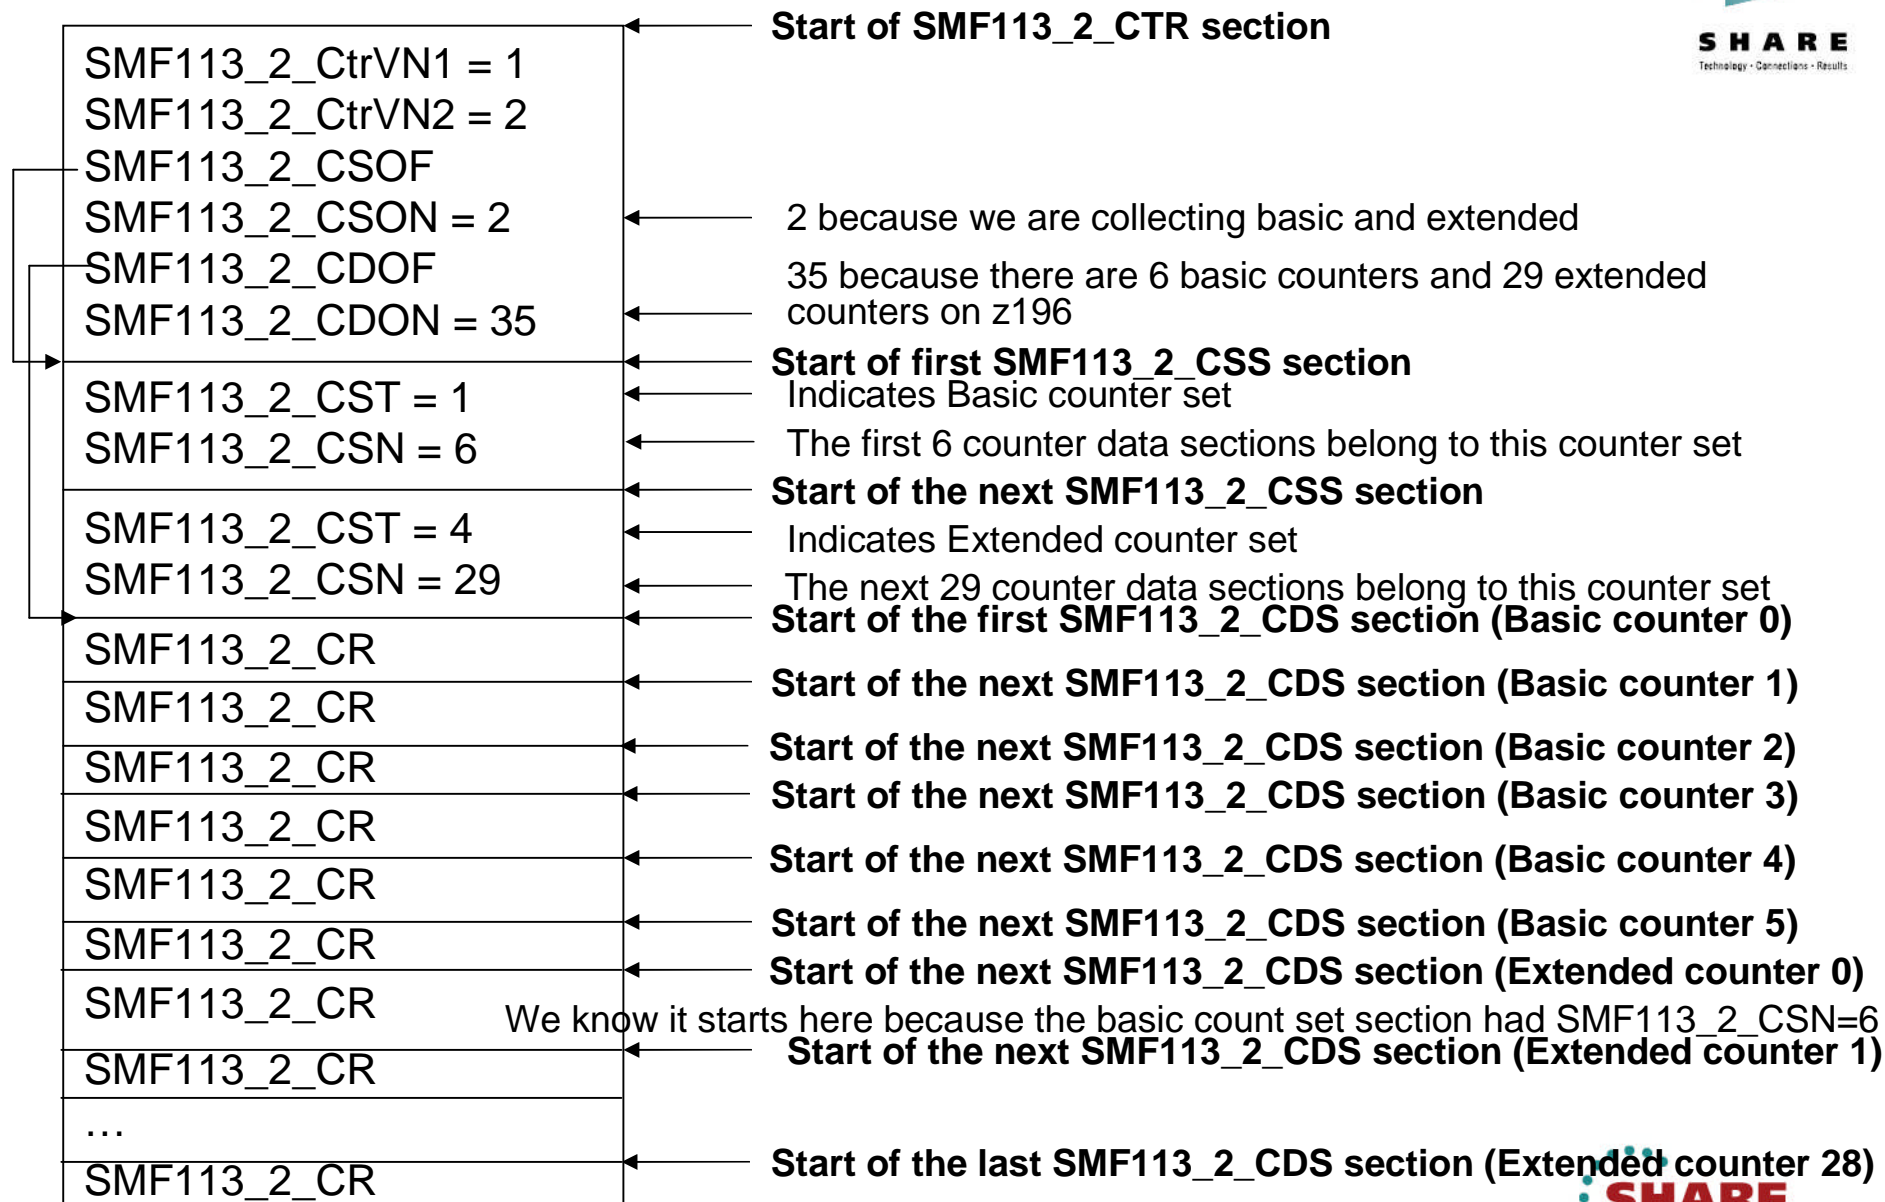 Start of SMF113_2_CTR section
SHARE
Technology · Connections · Results
SMF113_2_CtrVN1 = 1
SMF113_2_CtrVN2 = 2
SMF113_2_CSOF
SMF113_2_CSON = 2
2 because we are collecting basic and extended
SMF113_2_CDOF
35 because there are 6 basic counters and 29 extended
counters on z196
SMF113_2_CDON = 35
Start of first SMF113_2_CSS section
SMF113_2_CST = 1
Indicates Basic counter set
SMF113_2_CSN = 6
The first 6 counter data sections belong to this counter set
Start of the next SMF113_2_CSS section
SMF113_2_CST = 4
Indicates Extended counter set
SMF113_2_CSN = 29
The next 29 counter data sections belong to this counter set
Start of the first SMF113_2_CDS section (Basic counter 0)
SMF113_2_CR
Start of the next SMF113_2_CDS section (Basic counter 1)
SMF113_2_CR
Start of the next SMF113_2_CDS section (Basic counter 2)
SMF113_2_CR
Start of the next SMF113_2_CDS section (Basic counter 3)
SMF113_2_CR
Start of the next SMF113_2_CDS section (Basic counter 4)
SMF113_2_CR
Start of the next SMF113_2_CDS section (Basic counter 5)
SMF113_2_CR
Start of the next SMF113_2_CDS section (Extended counter 0)
SMF113_2_CR
We know it starts here because the basic count set section had SMF113_2_CSN=6
Start of the next SMF113_2_CDS section (Extended counter 1)
SMF113_2_CR
…
Start of the last SMF113_2_CDS section (Extended counter 28)
SMF113_2_CR
SHARE